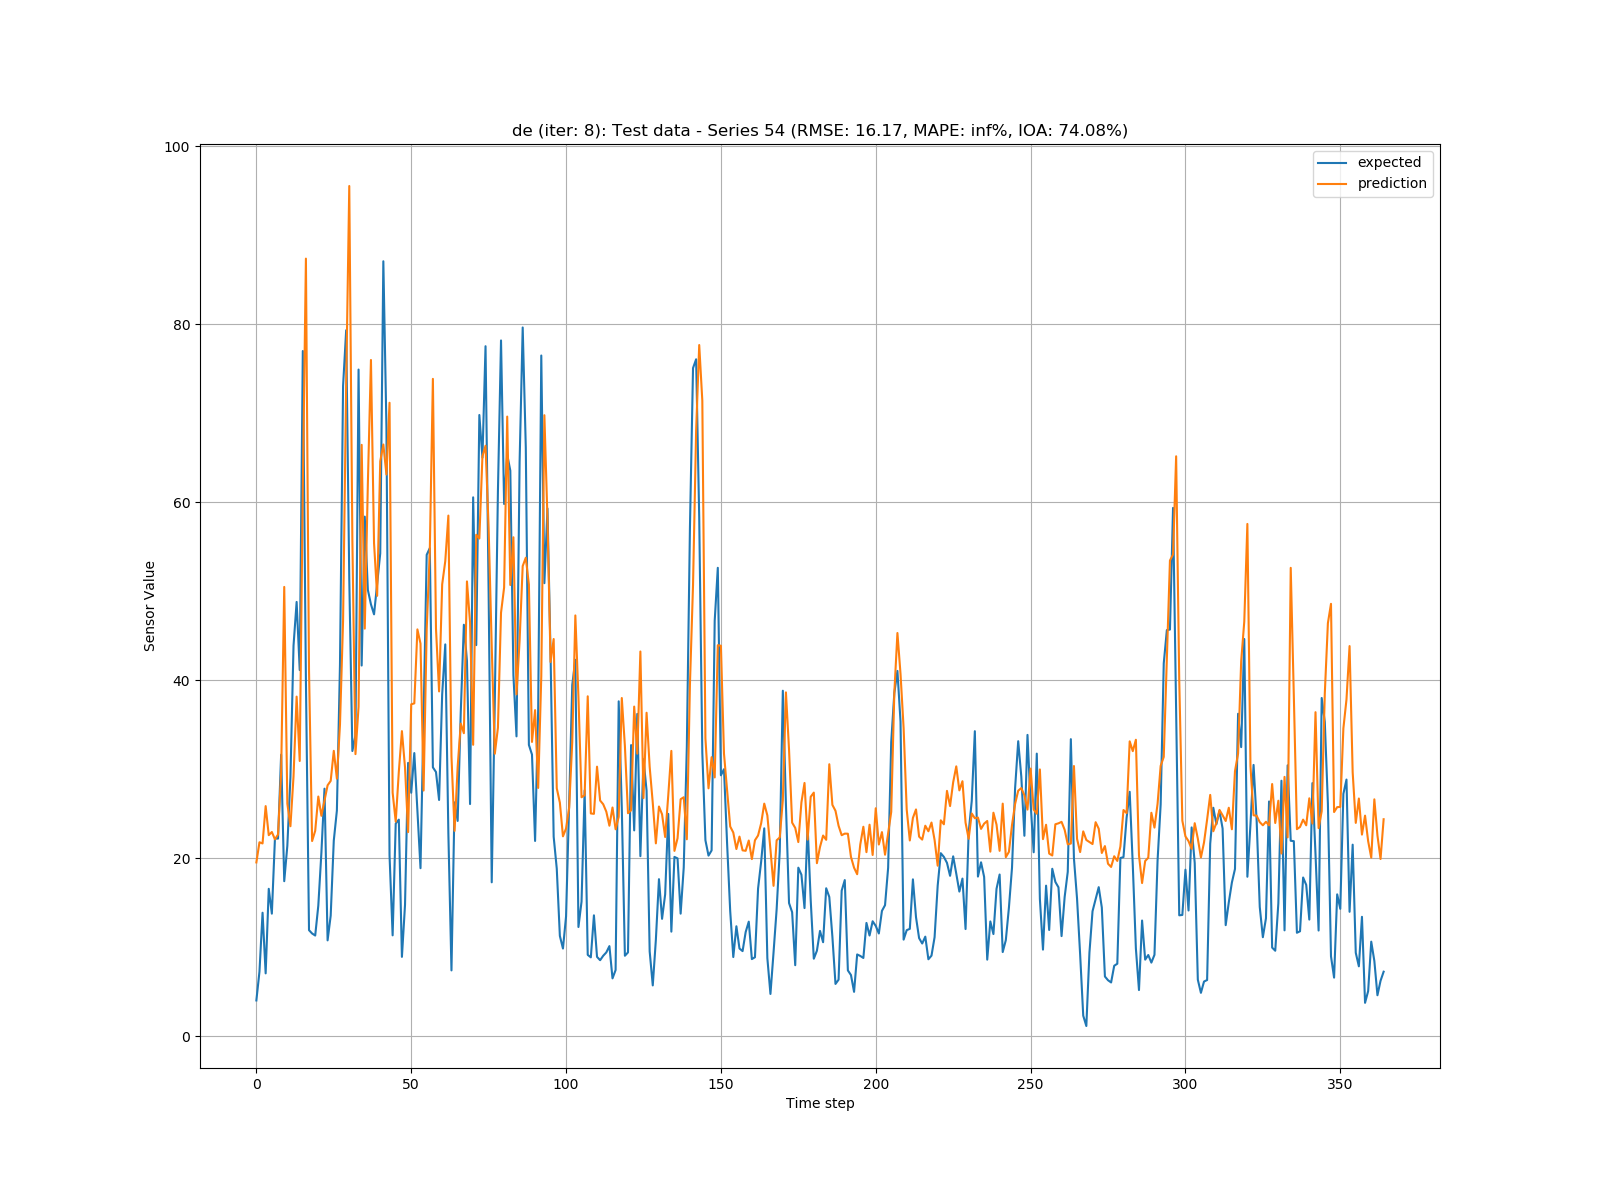 de (iter: 8): Test data - Series 54 (RMSE: 16.17, MAPE: inf%, IOA: 74.08%)
expected
prediction
100
80
60
40
20
0
Sensor Value
0 50 100 150 200 250 300 350
Time step